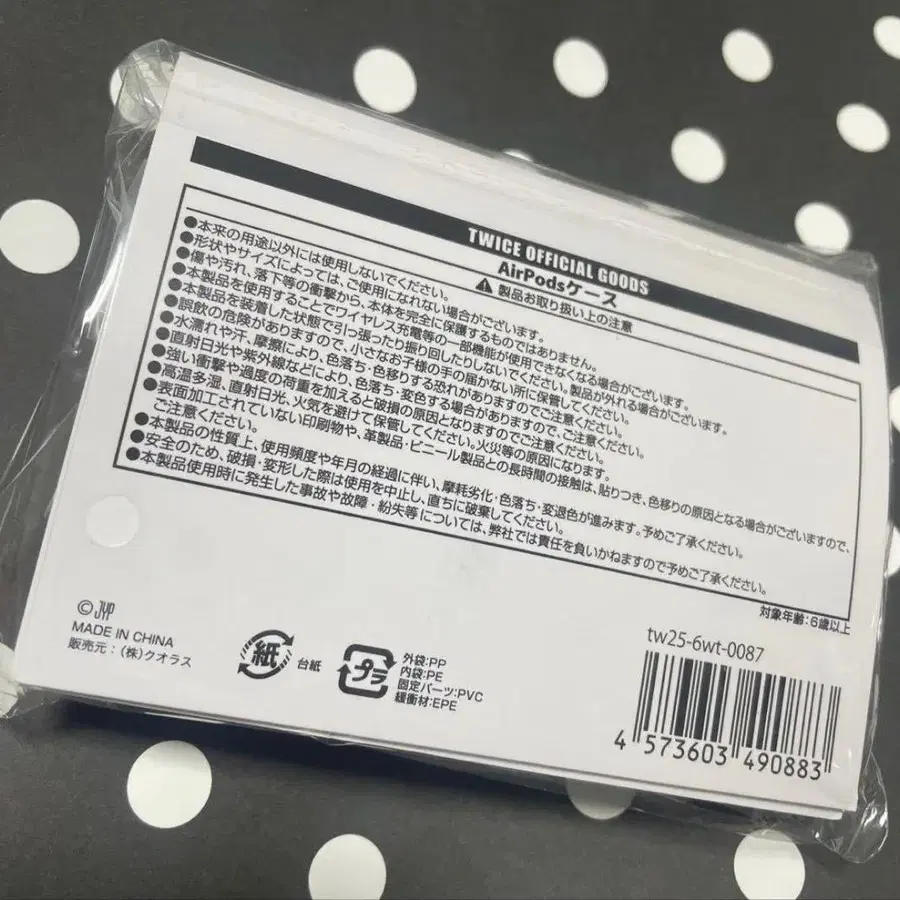 TWICE OFFICIAL GOODS
AirPodsケース
⚠製品お取り扱い上の注意
●本来の用途以外には使用しないでください。
●形状やサイズによっては、ご使用になれない場合がございます。
●傷や汚れ、落下等の衝撃から、本体を完全に保護するものではありません。
●本製品を使用することでワイヤレス充電等の一部機能が使用できなくなる場合がございます。
●本製品を装着した状態で引っ張ったり振り回したりしないでください。製品が外れる場合がございます。
●誤飲の危険がありますので、小さなお子様の手の届かない所に保管してください。
●水濡れや汗、摩擦により、色落ち・色移りする恐れがありますのでご注意ください。
●直射日光や紫外線などにより、色落ち・変色する場合がありますので、ご注意ください。
●強い衝撃や過度の荷重を加えると破損の原因となりますのでご注意ください。
●高温多湿、直射日光、火気を避けて保管してください。火災等の原因になります。
●表面加工されていない印刷物や、革製品・ビニール製品との長時間の接触は、貼りつき、色移りの原因となる場合がございますので、
ご注意ください。
●本製品の性質上、使用頻度や年月の経過に伴い、摩耗劣化・色落ち・変退色が進みます。予めご了承ください。
●安全のため、破損・変形した際は使用を中止し、直ちに破棄してください。
●本製品使用時に発生した事故や故障・紛失等については、弊社では責任を負いかねますので予めご了承ください。
対象年齢:6歳以上
©JYP
MADE IN CHINA
販売元:(株)クオラス
紙
台紙
プラ
外袋:PP
内袋:PE
固定パーツ:PVC
緩衝材:EPE
tw25-6wt-0087
4 573603 490883